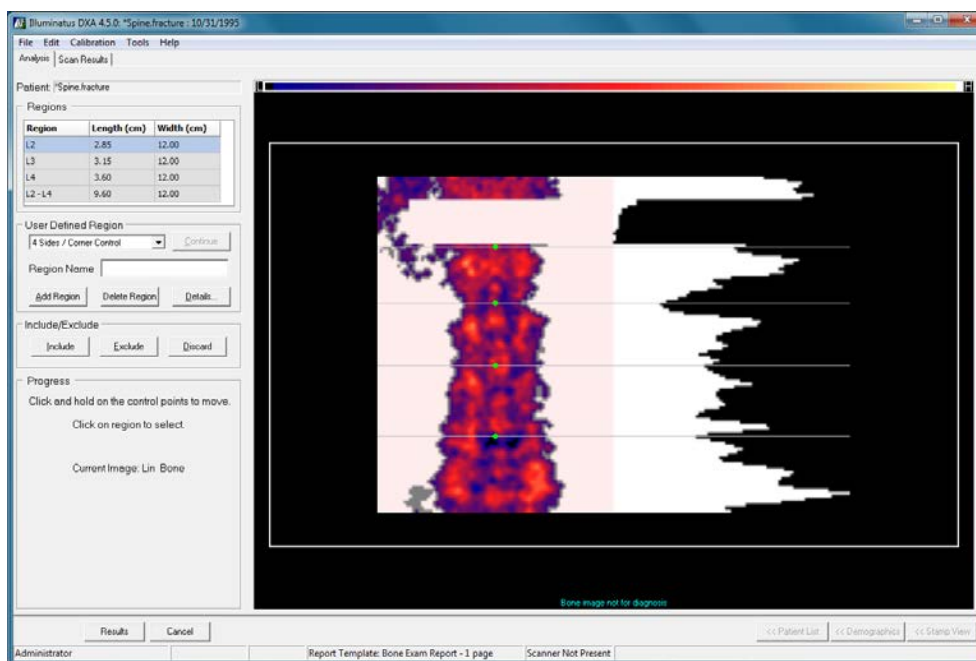 Illuminatus DXA 4.5.0: *Spine.fracture : 10/31/1995
File Edit Calibration Tools Help
Analysis Scan Results
Patient: *Spine.fracture
Regions
Region Length (cm) Width (cm)
L2 2.85 12.00
L3 3.15 12.00
L4 3.60 12.00
L2 - L4 9.60 12.00
User Defined Region
4 Sides / Corner Control Continue
Region Name
Add Region Delete Region Details...
Include/Exclude
Include Exclude Discard
Progress
Click and hold on the control points to move.
Click on region to select.
Current Image: Lin Bone
L H
Bone image not for diagnosis
Results Cancel << Patient List << Demographics << Stamp View
Administrator Report Template: Bone Exam Report - 1 page Scanner Not Present